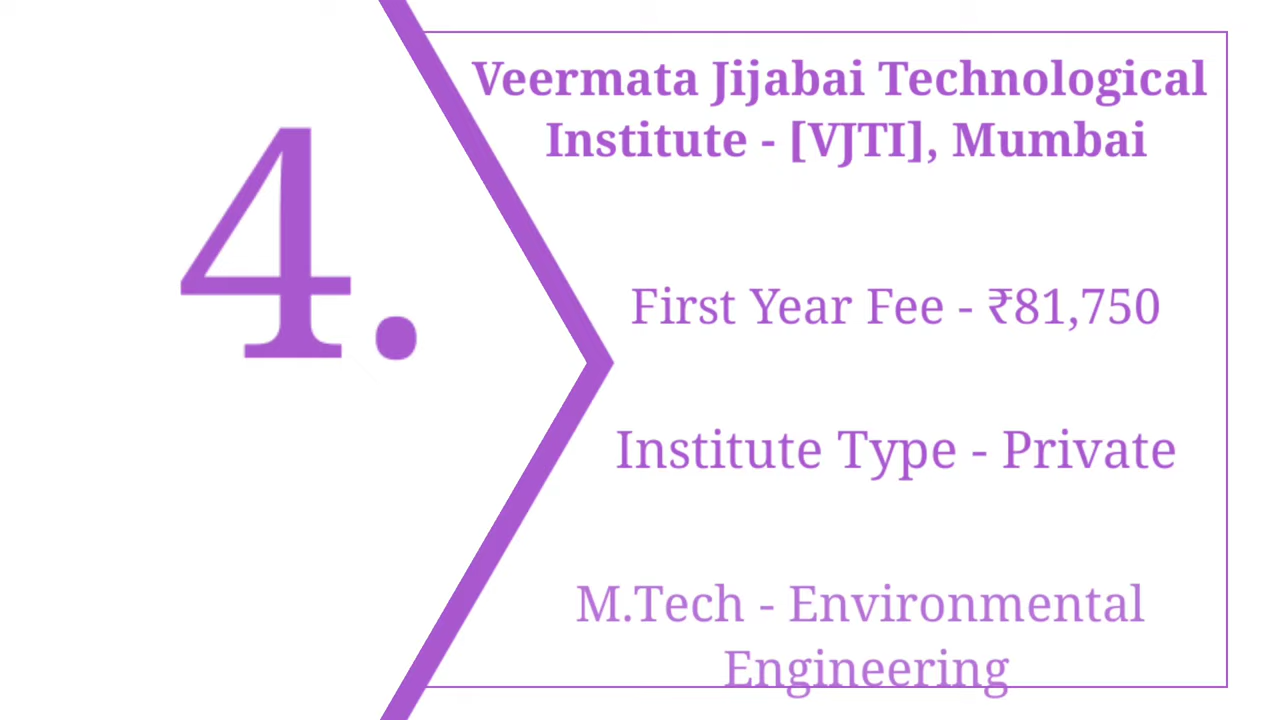 4.
Veermata Jijabai Technological
Institute - [VJTI], Mumbai
First Year Fee - ₹81,750
Institute Type - Private
M.Tech - Environmental
Engineering